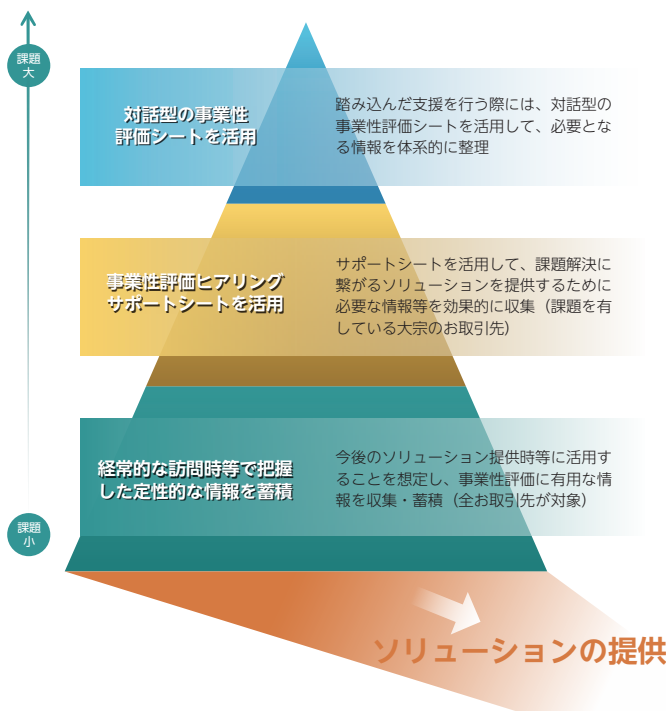 課題
大
対話型の事業性
評価シートを活用
踏み込んだ支援を行う際には、対話型の
事業性評価シートを活用して、必要とな
る情報を体系的に整理
事業性評価ヒアリング
サポートシートを活用
サポートシートを活用して、課題解決に
繋がるソリューションを提供するために
必要な情報等を効果的に収集（課題を有
している大宗のお取引先）
経常的な訪問時等で把握
した定性的な情報を蓄積
今後のソリューション提供時等に活用す
ることを想定し、事業性評価に有用な情
報を収集・蓄積（全お取引先が対象）
課題
小
ソリューションの提供